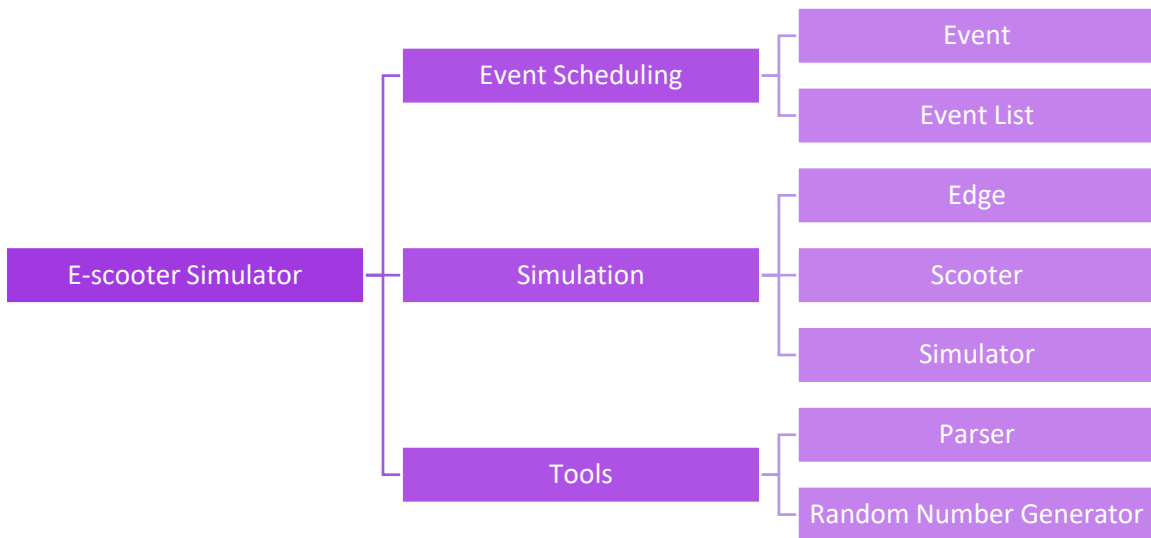 E-scooter Simulator
Event Scheduling
Event
Event List
Simulation
Edge
Scooter
Simulator
Tools
Parser
Random Number Generator